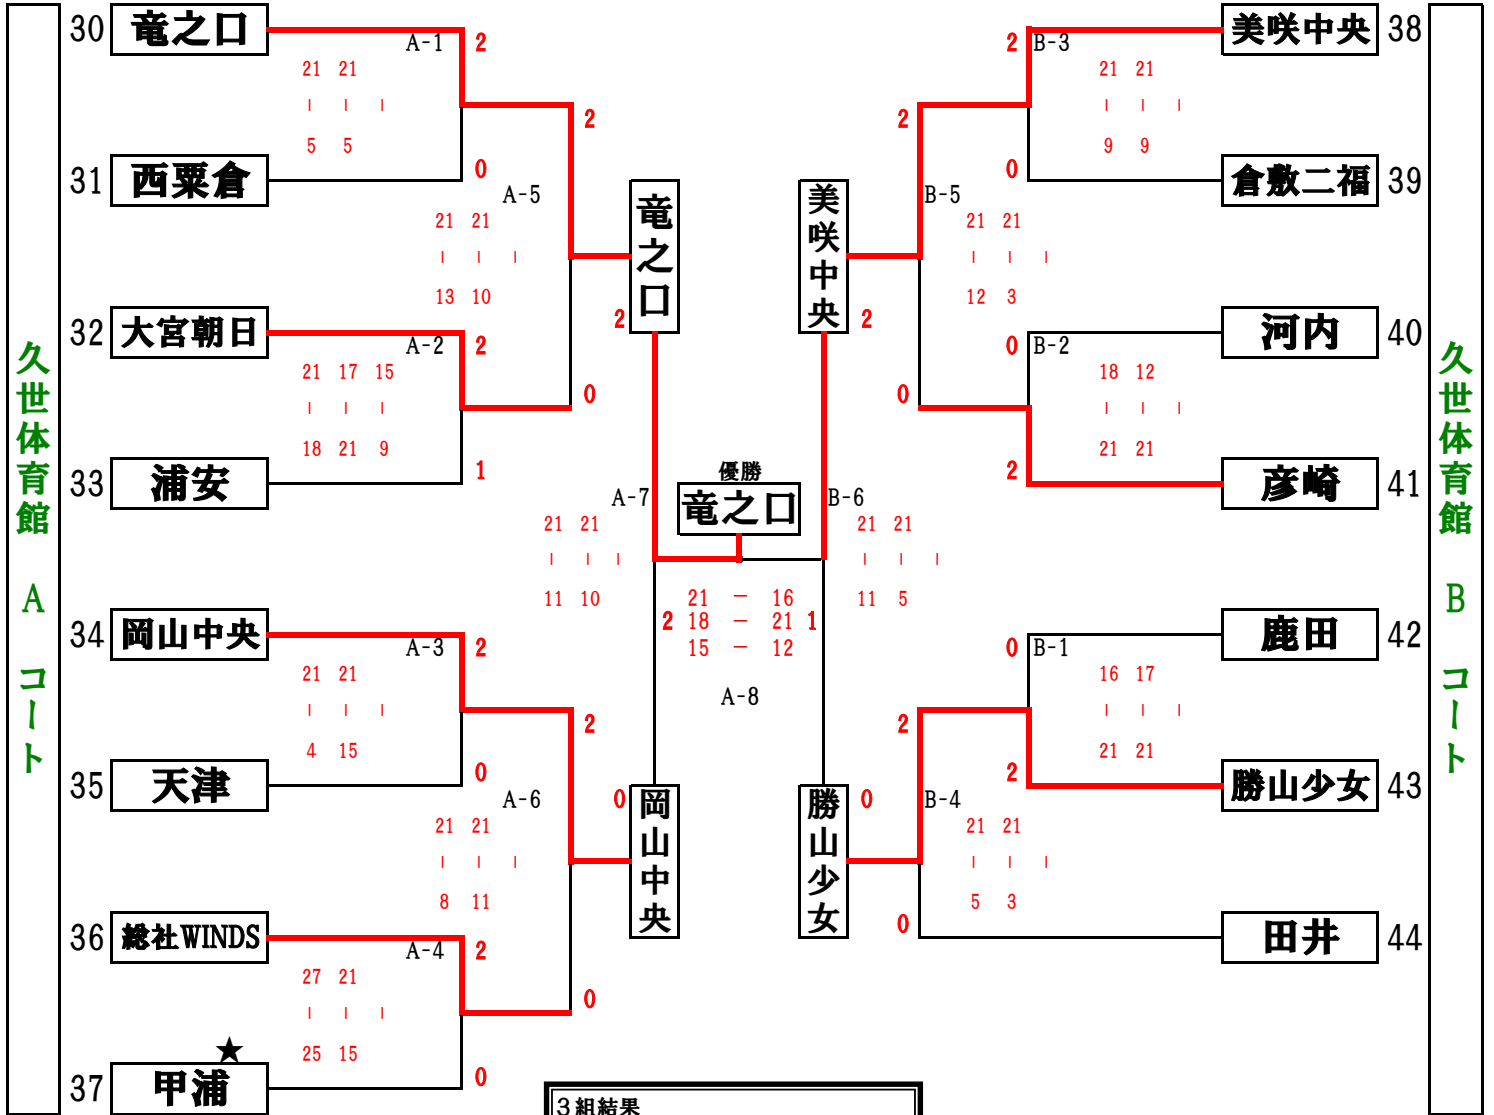 30 竜之口 A-1 2
21 21
| | |
5 5
31 西粟倉 0
A-5 2
21 21
| | |
13 10
32 大宮朝日 A-2 2
21 17 15
| | |
18 21 9
33 浦安 1
0
竜之口 2
A-7
21 21
| | |
11 10
34 岡山中央 A-3 2
21 21
| | |
4 15
35 天津 0
A-6 2
21 21
| | |
8 11
36 総社WINDS A-4 2
27 21
| | |
25 15
★
37 甲浦 0
0
岡山中央 0
優勝
竜之口
21 － 16
2 18 － 21 1
15 － 12
A-8
38 美咲中央 B-3 2
21 21
| | |
9 9
39 倉敷二福 0
B-5 2
21 21
| | |
12 3
40 河内 B-2 0
18 12
| | |
21 21
41 彦崎 2
0
美咲中央 2
B-6
21 21
| | |
11 5
42 鹿田 B-1 0
16 17
| | |
21 21
43 勝山少女 2
B-4 2
21 21
| | |
5 3
44 田井 0
勝山少女 0
久世体育館 A コート
久世体育館 B コート
3組結果